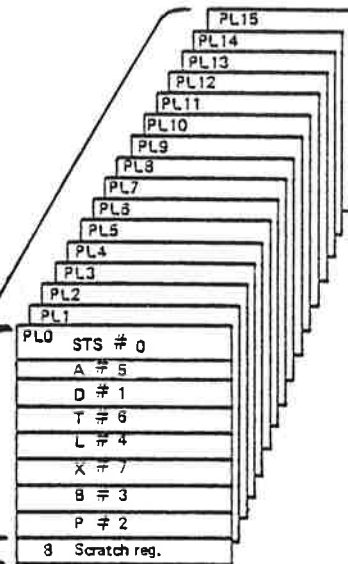 PL15
PL14
PL13
PL12
PL11
PL10
PL9
PL8
PL7
PL6
PL5
PL4
PL3
PL2
PL1
PL0
STS # 0
A # 5
D # 1
T # 6
L # 4
X # 7
B # 3
P # 2
8 Scratch reg.